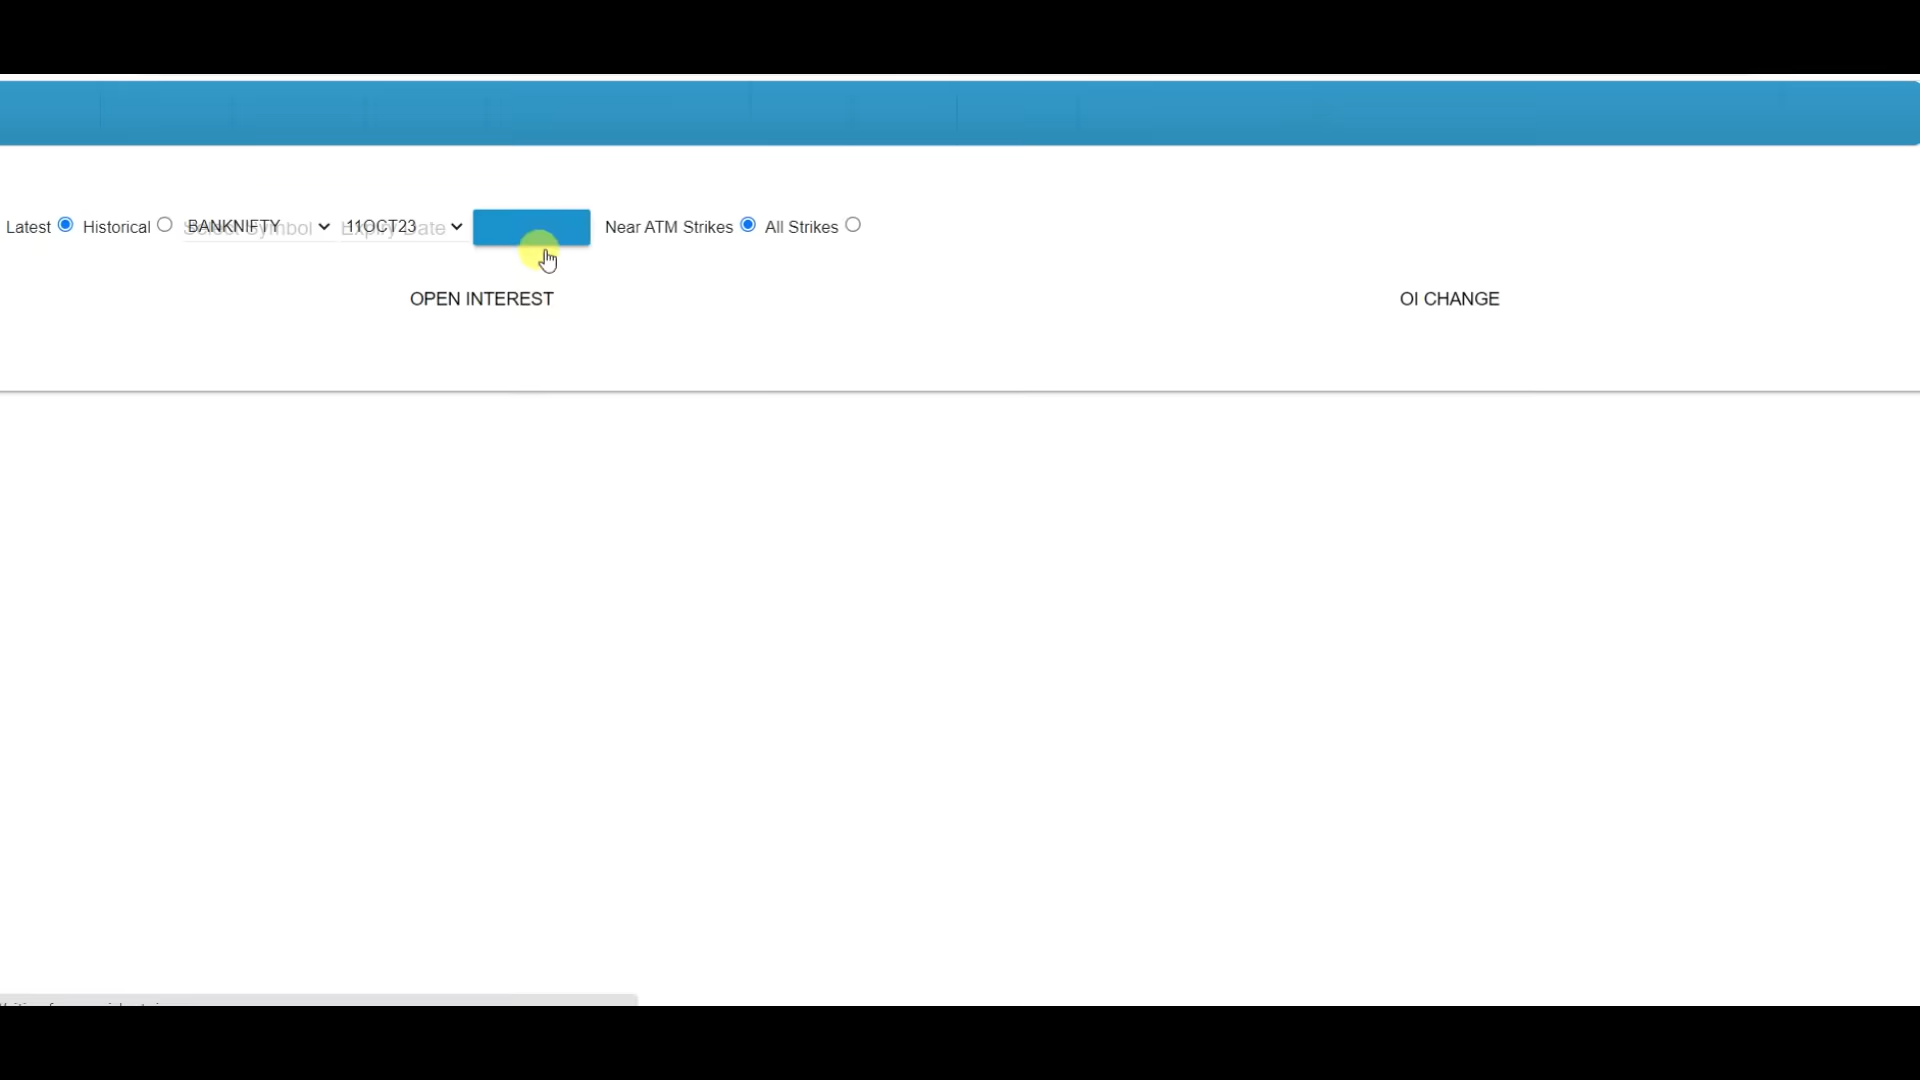 Latest Historical BANKNIFTY 11OCT23 Near ATM Strikes All Strikes
OPEN INTEREST OI CHANGE